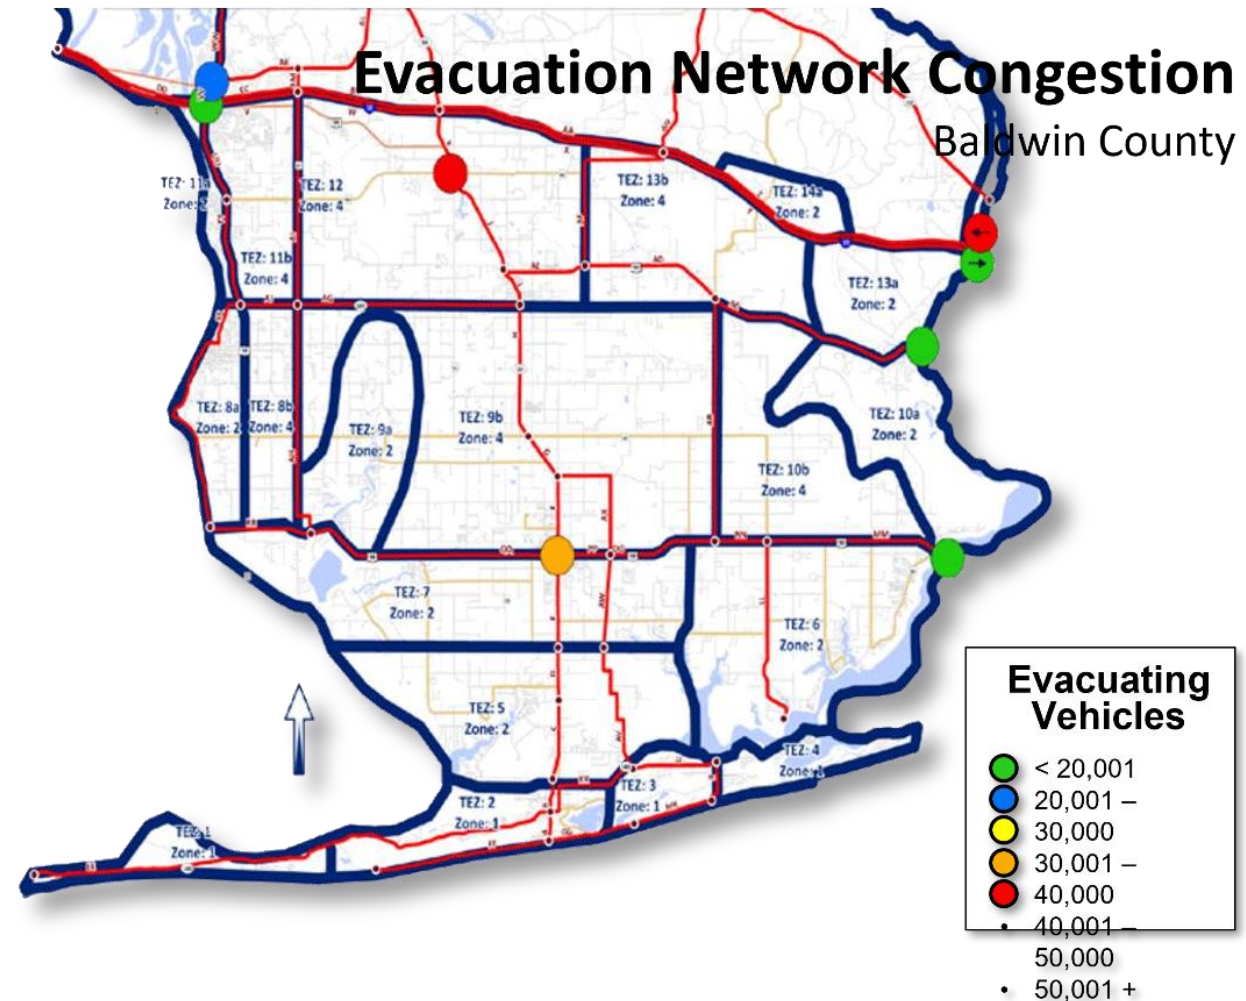 Evacuation Network Congestion
Baldwin County
TEZ: 11a
Zone: 2
TEZ: 12
Zone: 4
TEZ: 13b
Zone: 4
TEZ: 14a
Zone: 2
TEZ: 11b
Zone: 4
TEZ: 13a
Zone: 2
TEZ: 8a
Zone: 2
TEZ: 8b
Zone: 4
TEZ: 9a
Zone: 2
TEZ: 9b
Zone: 4
TEZ: 10a
Zone: 2
TEZ: 10b
Zone: 4
TEZ: 7
Zone: 2
TEZ: 6
Zone: 2
TEZ: 5
Zone: 2
TEZ: 4
Zone: 1
TEZ: 3
Zone: 1
TEZ: 2
Zone: 1
TEZ: 1
Zone: 1
Evacuating
Vehicles
< 20,001
20,001 –
30,000
30,001 –
40,000
• 40,001 –
50,000
• 50,001 +